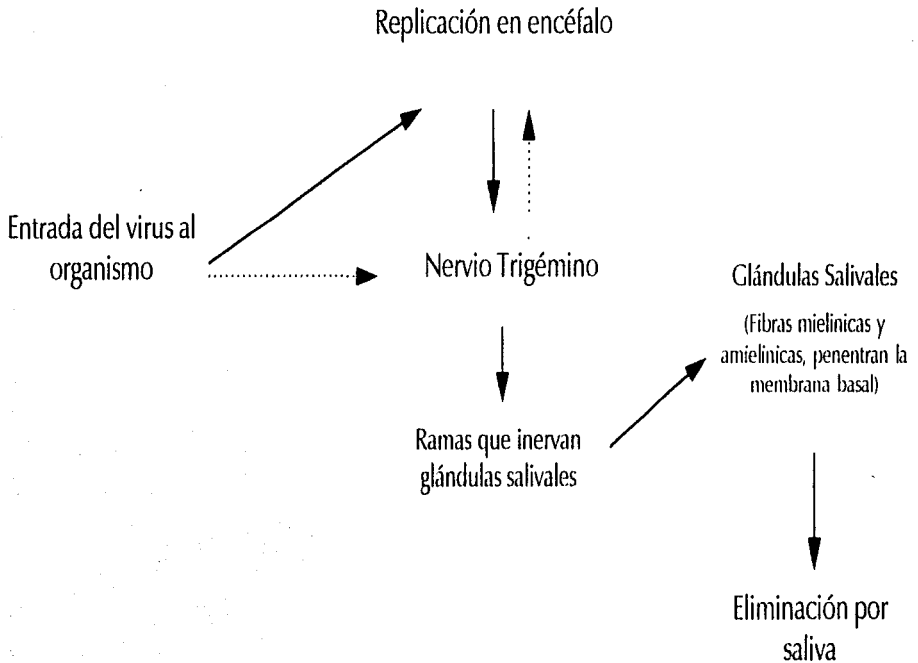 Replicación en encéfalo
Entrada del virus al
organismo
Nervio Trigémino
Glándulas Salivales
(Fibras mielinicas y
amielinicas, penentran la
membrana basal)
Ramas que inervan
glándulas salivales
Eliminación por
saliva